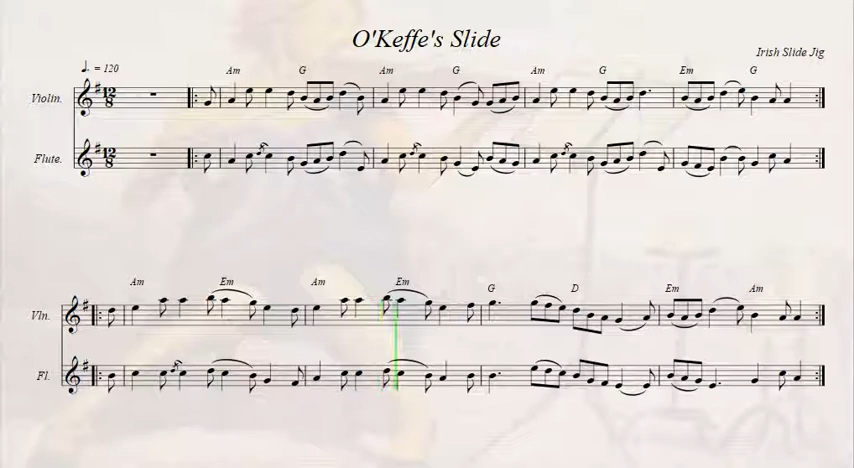 O'Keffe's Slide
Irish Slide Jig
♩. = 120
Am G Am G Am G Em G
Violin.
12 8
Flute.
12 8
Am Em Am Em G D Em Am
Vln.
Fl.